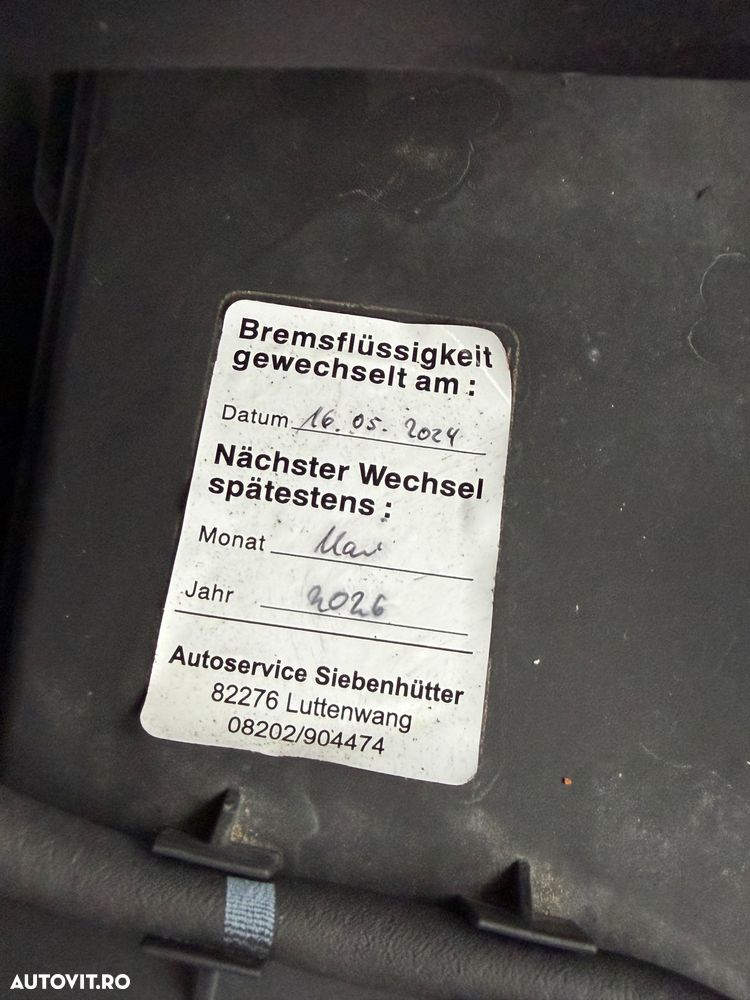 Bremsflüssigkeit
gewechselt am :
Datum 16.05.2024
Nächster Wechsel
spätestens :
Monat Mai
Jahr 2026
Autoservice Siebenhütter
82276 Luttenwang
08202/904474
AUTOVIT.RO